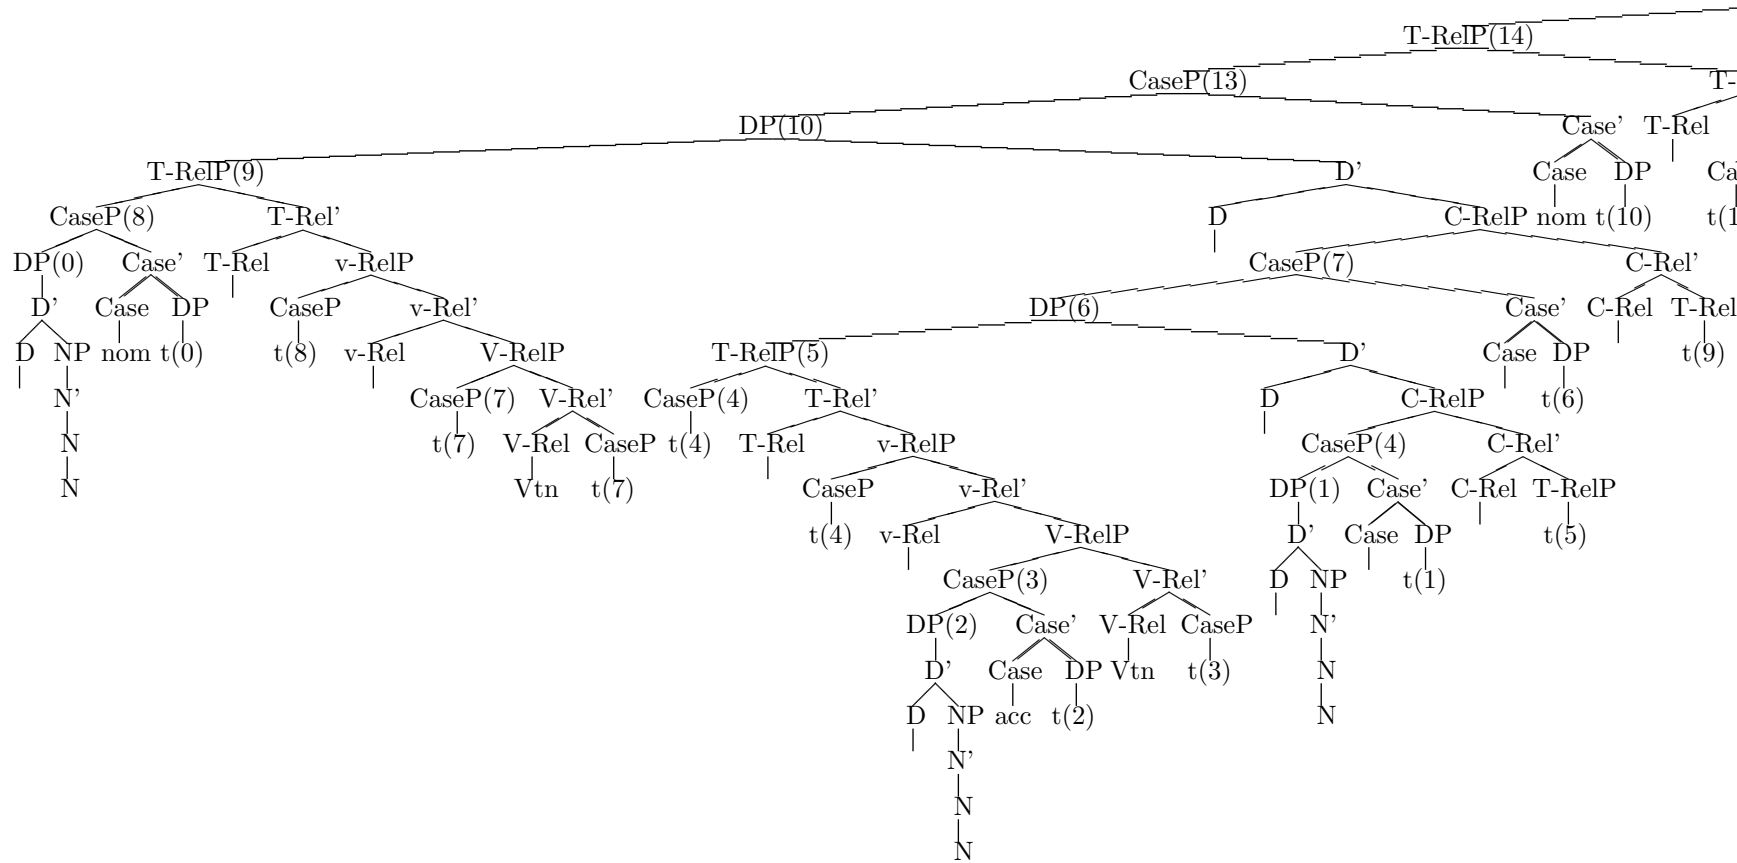 T-RelP(14)
CaseP(13) T-
DP(10) Case' T-Rel
T-RelP(9) D' Case DP Ca
CaseP(8) T-Rel' D C-RelP nom t(10) t(1
DP(0) Case' T-Rel v-RelP CaseP(7) C-Rel'
D' Case DP CaseP v-Rel' DP(6) Case' C-Rel T-Rel
D NP nom t(0) t(8) v-Rel V-RelP T-RelP(5) D' Case DP t(9)
N' CaseP(7) V-Rel' CaseP(4) T-Rel' D C-RelP t(6)
N t(7) V-Rel CaseP t(4) T-Rel v-RelP CaseP(4) C-Rel'
N Vtn t(7) CaseP v-Rel' DP(1) Case' C-Rel T-RelP
t(4) v-Rel V-RelP D' Case DP t(5)
CaseP(3) V-Rel' D NP t(1)
DP(2) Case' V-Rel CaseP N'
D' Case DP Vtn t(3) N
D NP acc t(2) N
N'
N
N